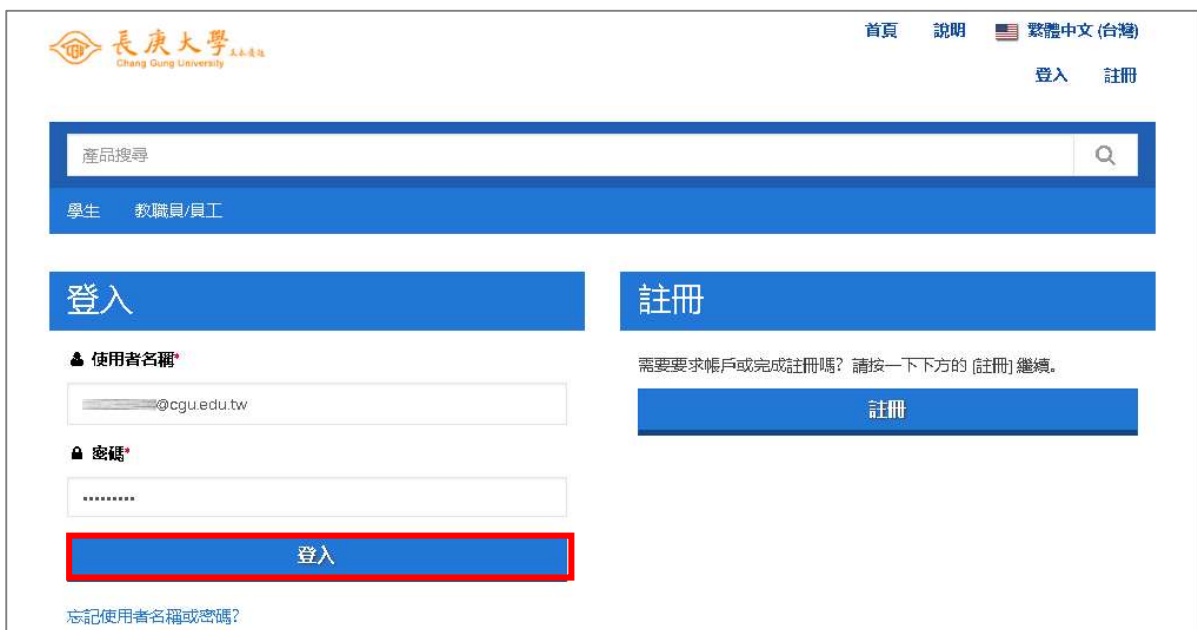 長庚大學
Chang Gung University
首頁 說明 繁體中文 (台灣)
登入 註冊
產品搜尋
學生 教職員/員工
登入
使用者名稱*
@cgu.edu.tw
密碼*
•••••••••
登入
忘記使用者名稱或密碼?
註冊
需要要求帳戶或完成註冊嗎? 請按一下下方的 [註冊] 繼續。
註冊